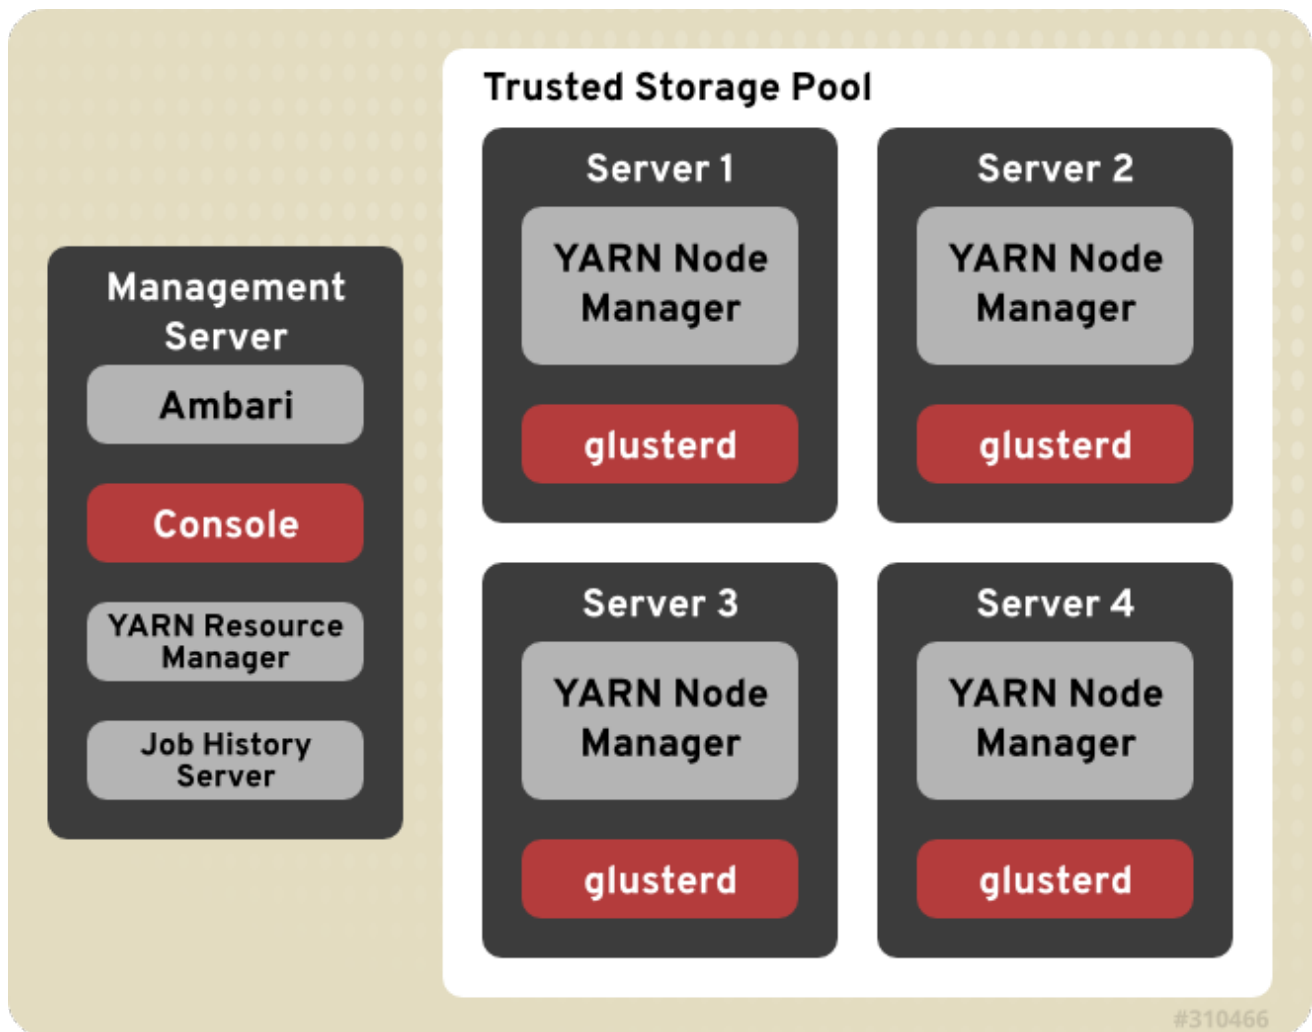 Trusted Storage Pool
Management
Server
Ambari
Console
YARN Resource
Manager
Job History
Server
Server 1
YARN Node
Manager
glusterd
Server 2
YARN Node
Manager
glusterd
Server 3
YARN Node
Manager
glusterd
Server 4
YARN Node
Manager
glusterd
#310466